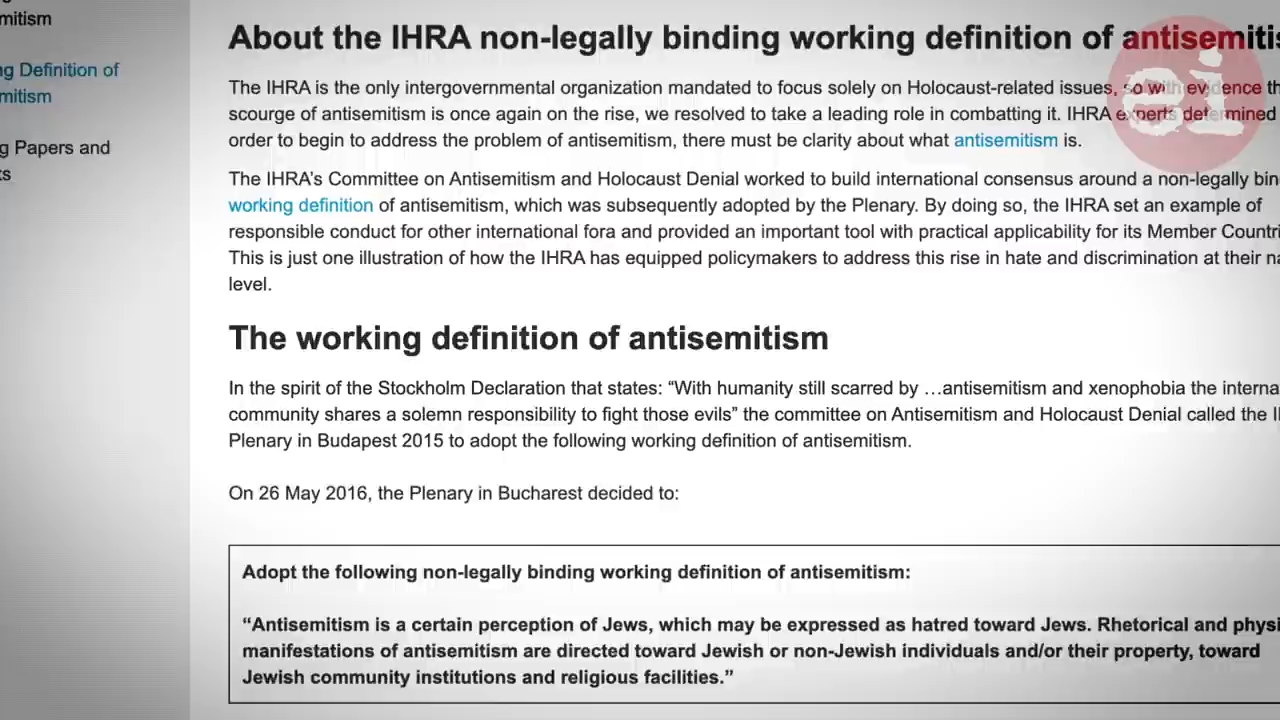 mitism
ng Definition of
mitism
g Papers and
ts
About the IHRA non-legally binding working definition of antisemitis
The IHRA is the only intergovernmental organization mandated to focus solely on Holocaust-related issues, so with evidence th
scourge of antisemitism is once again on the rise, we resolved to take a leading role in combatting it. IHRA experts determined
order to begin to address the problem of antisemitism, there must be clarity about what antisemitism is.
The IHRA's Committee on Antisemitism and Holocaust Denial worked to build international consensus around a non-legally bin
working definition of antisemitism, which was subsequently adopted by the Plenary. By doing so, the IHRA set an example of
responsible conduct for other international fora and provided an important tool with practical applicability for its Member Countri
This is just one illustration of how the IHRA has equipped policymakers to address this rise in hate and discrimination at their na
level.
The working definition of antisemitism
In the spirit of the Stockholm Declaration that states: “With humanity still scarred by …antisemitism and xenophobia the interna
community shares a solemn responsibility to fight those evils” the committee on Antisemitism and Holocaust Denial called the I
Plenary in Budapest 2015 to adopt the following working definition of antisemitism.
On 26 May 2016, the Plenary in Bucharest decided to:
Adopt the following non-legally binding working definition of antisemitism:
“Antisemitism is a certain perception of Jews, which may be expressed as hatred toward Jews. Rhetorical and physi
manifestations of antisemitism are directed toward Jewish or non-Jewish individuals and/or their property, toward
Jewish community institutions and religious facilities.”
ei